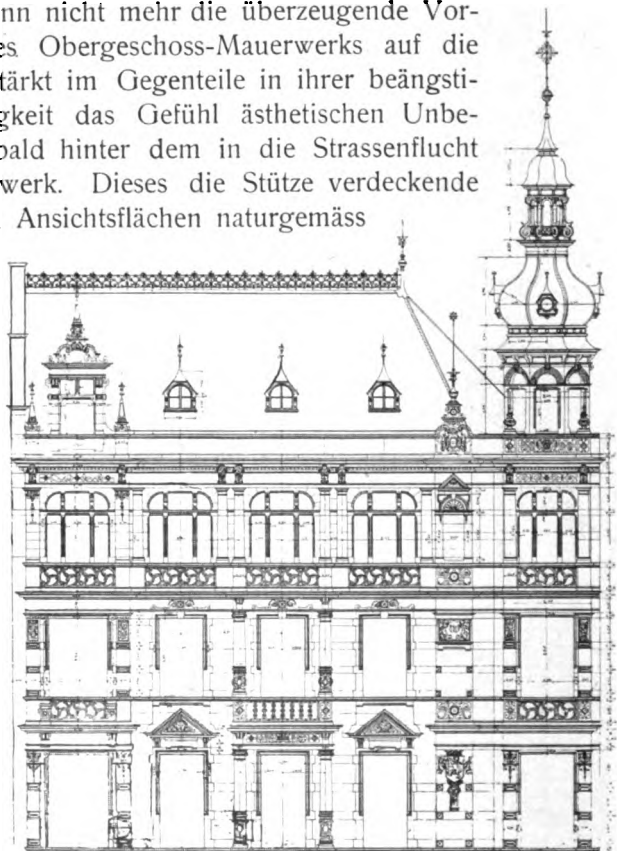 nn nicht mehr die überzeugende Vor-
es Obergeschoss-Mauerwerks auf die
tärkt im Gegenteile in ihrer beängsti-
gkeit das Gefühl ästhetischen Unbe-
bald hinter dem in die Strassenflucht
werk. Dieses die Stütze verdeckende
Ansichtsflächen naturgemäss